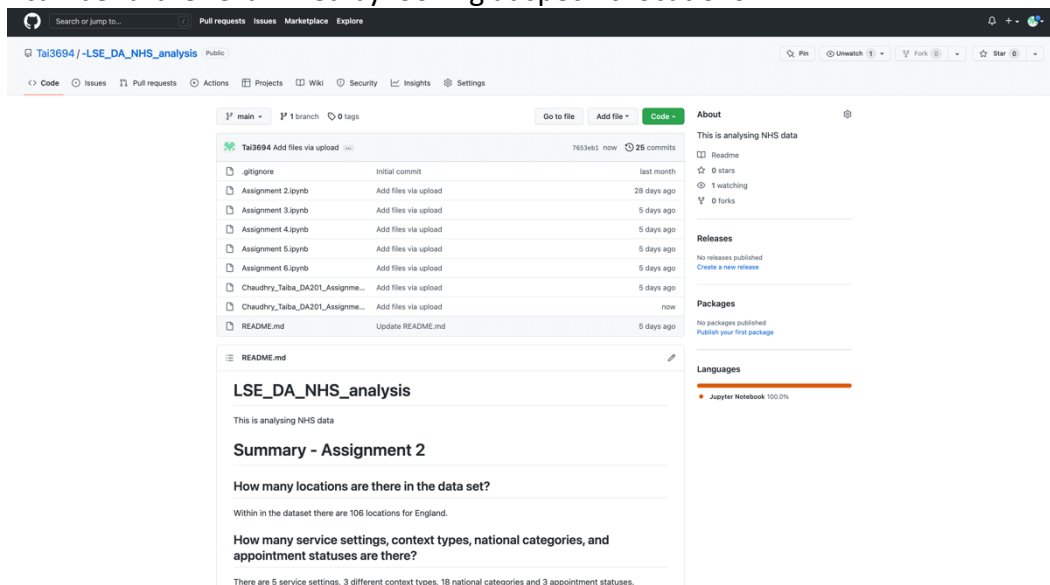 Search or jump to... / Pull requests Issues Marketplace Explore
Tai3694 / -LSE_DA_NHS_analysis Public Pin Unwatch 1 Fork 0 Star 0
Code Issues Pull requests Actions Projects Wiki Security Insights Settings
main 1 branch 0 tags Go to file Add file Code
Tai3694 Add files via upload ... 7653eb1 now 25 commits
.gitignore Initial commit last month
Assignment 2.ipynb Add files via upload 28 days ago
Assignment 3.ipynb Add files via upload 5 days ago
Assignment 4.ipynb Add files via upload 5 days ago
Assignment 5.ipynb Add files via upload 5 days ago
Assignment 6.ipynb Add files via upload 5 days ago
Chaudhry_Taiba_DA201_Assignme... Add files via upload 5 days ago
Chaudhry_Taiba_DA201_Assignme... Add files via upload now
README.md Update README.md 5 days ago
README.md
LSE_DA_NHS_analysis
This is analysing NHS data
Summary - Assignment 2
How many locations are there in the data set?
Within in the dataset there are 106 locations for England.
How many service settings, context types, national categories, and
appointment statuses are there?
There are 5 service settings, 3 different context types, 18 national categories and 3 appointment statuses.
About
This is analysing NHS data
Readme
0 stars
1 watching
0 forks
Releases
No releases published
Create a new release
Packages
No packages published
Publish your first package
Languages
Jupyter Notebook 100.0%